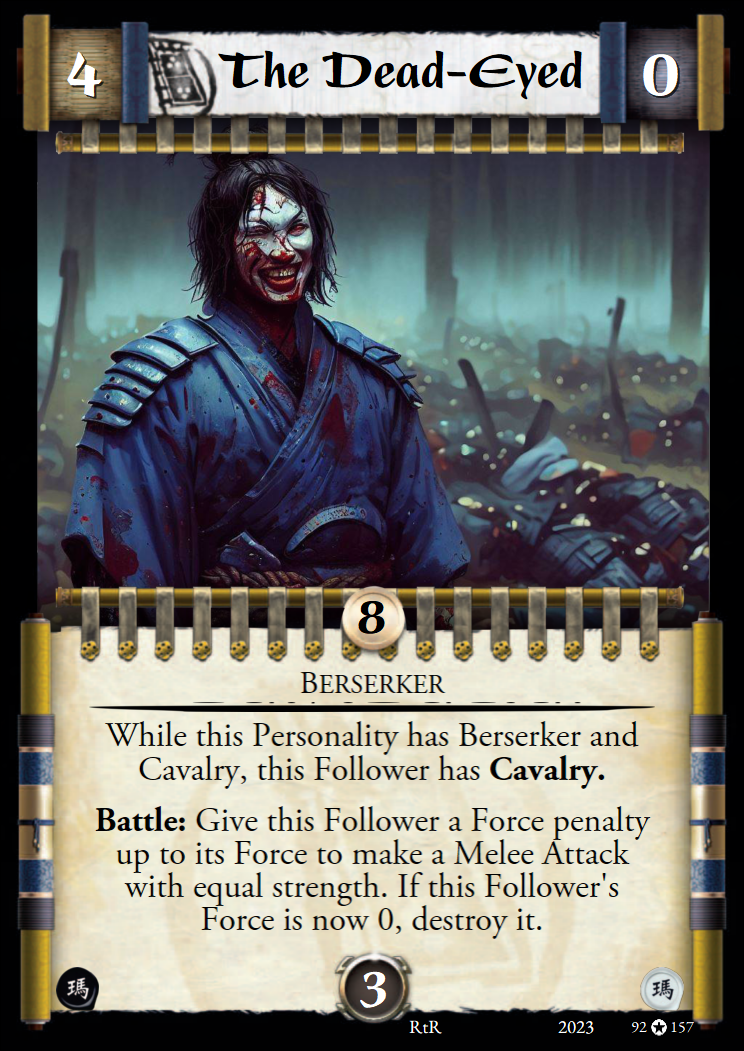 4 The Dead-Eyed 0
8
BERSERKER
While this Personality has Berserker and
Cavalry, this Follower has Cavalry.
Battle: Give this Follower a Force penalty
up to its Force to make a Melee Attack
with equal strength. If this Follower's
Force is now 0, destroy it.
瑪 3 瑪
RtR 2023 92 157